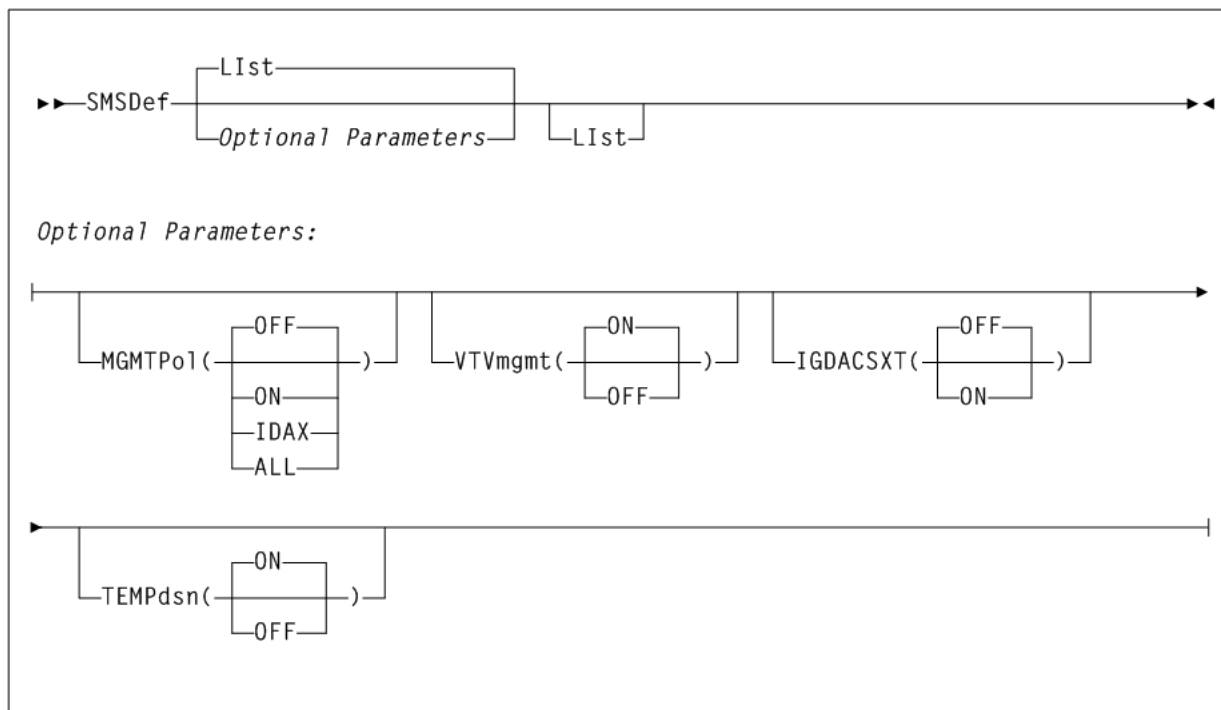 LIst
SMSDef
Optional Parameters
LIst
Optional Parameters:
OFF
MGMTPol( )
ON
IDAX
ALL
ON
VTVmgmt( )
OFF
OFF
IGDACSXT( )
ON
ON
TEMPdsn( )
OFF